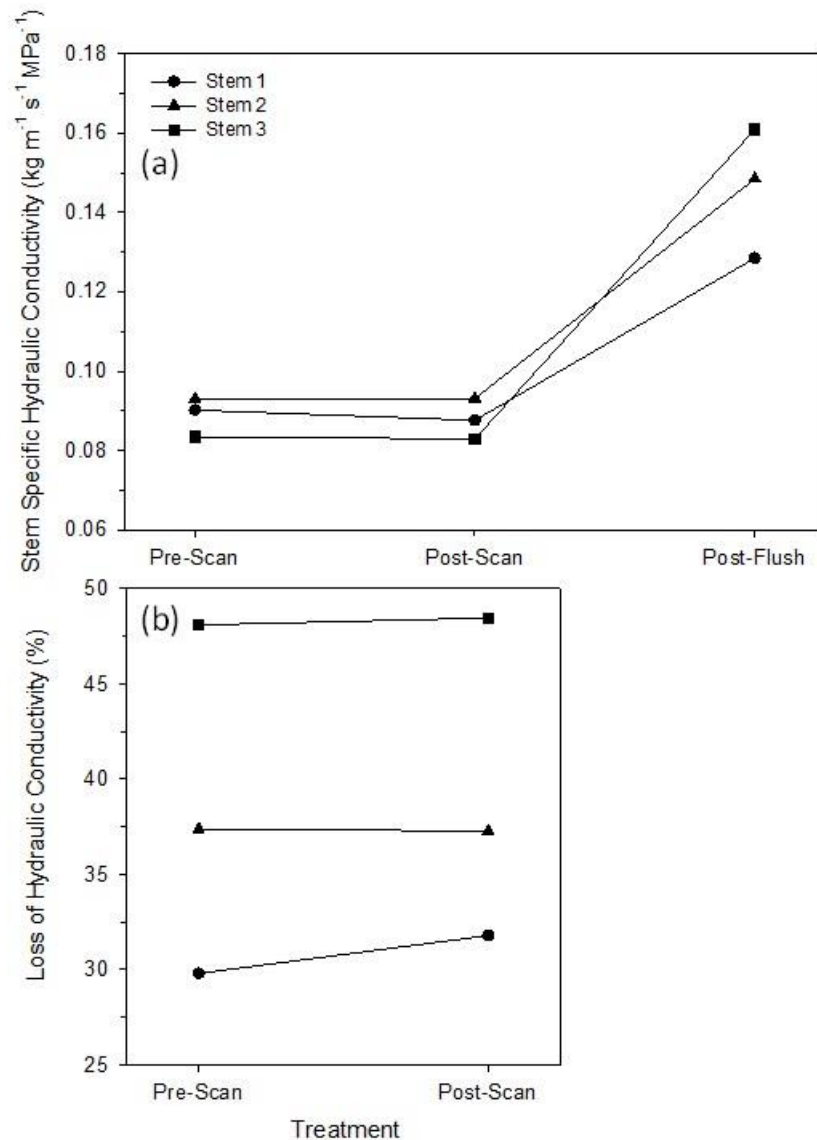 Stem Specific Hydraulic Conductivity (kg m⁻¹ s⁻¹ MPa⁻¹)
0.18
0.16
0.14
0.12
0.10
0.08
0.06
Stem 1
Stem 2
Stem 3
(a)
Pre-Scan Post-Scan Post-Flush
Loss of Hydraulic Conductivity (%)
50
45
40
35
30
25
(b)
Pre-Scan Post-Scan
Treatment